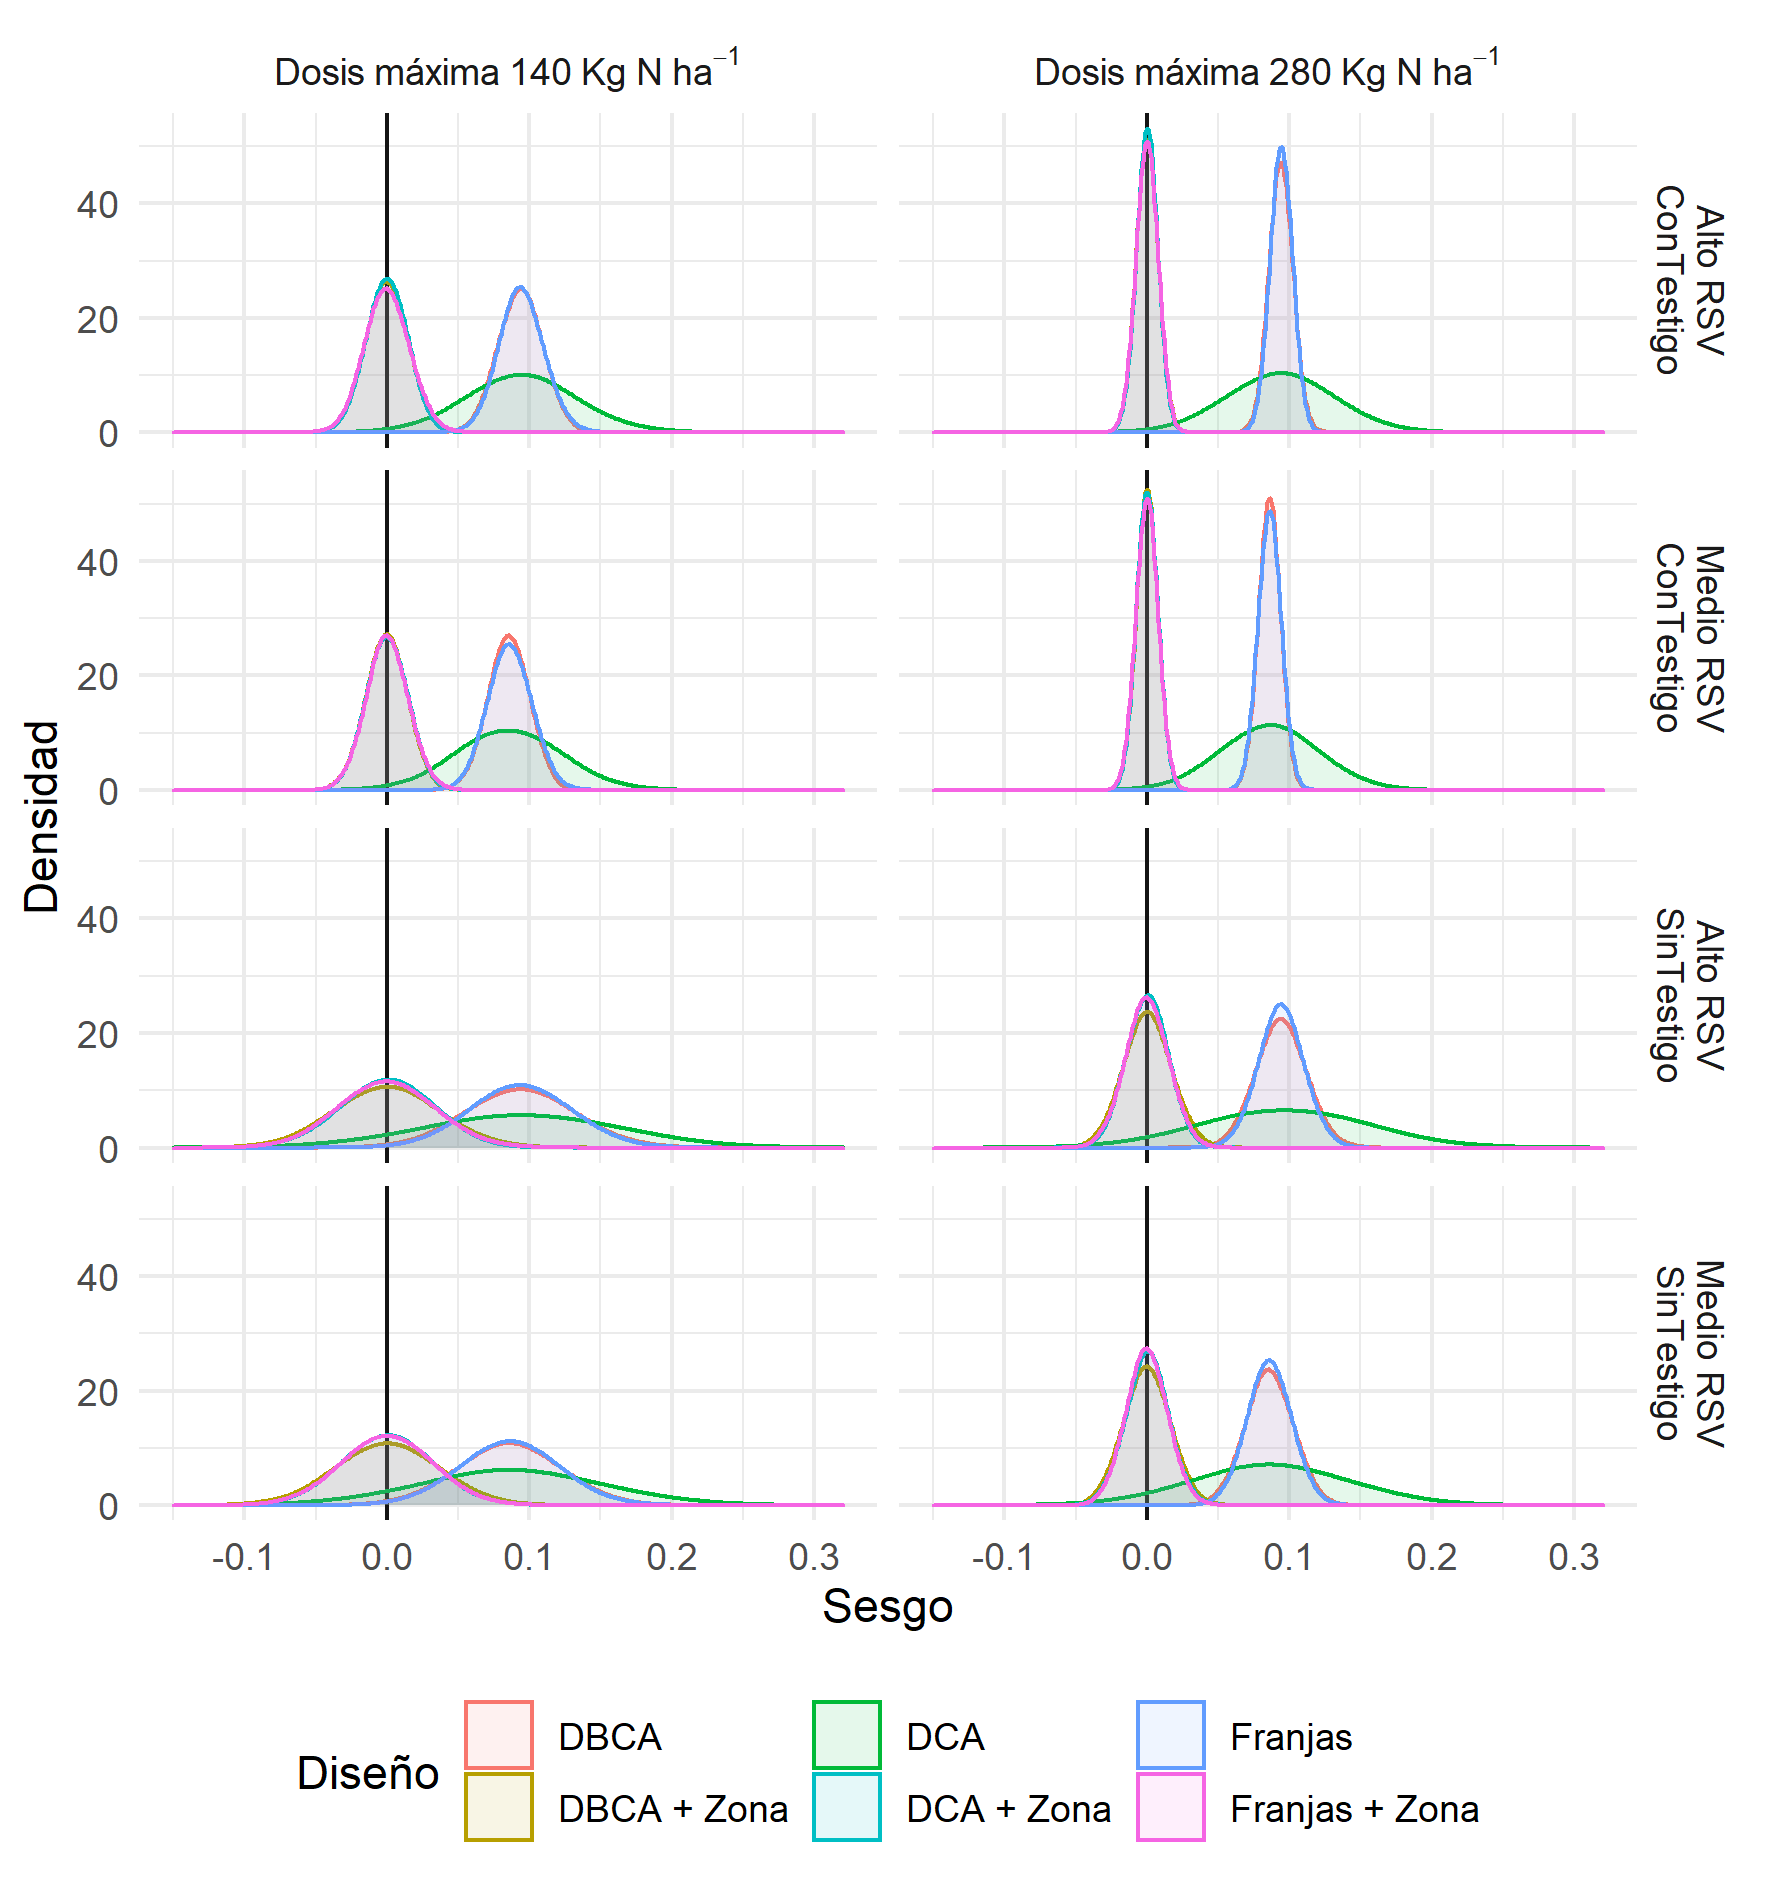 Dosis máxima 140 Kg N ha⁻¹
Dosis máxima 280 Kg N ha⁻¹
40
20
0
Alto RSV
ConTestigo
40
20
0
Medio RSV
ConTestigo
Densidad
40
20
0
Alto RSV
SinTestigo
40
20
0
Medio RSV
SinTestigo
-0.1 0.0 0.1 0.2 0.3
-0.1 0.0 0.1 0.2 0.3
Sesgo
Diseño
DBCA
DCA
Franjas
DBCA + Zona
DCA + Zona
Franjas + Zona